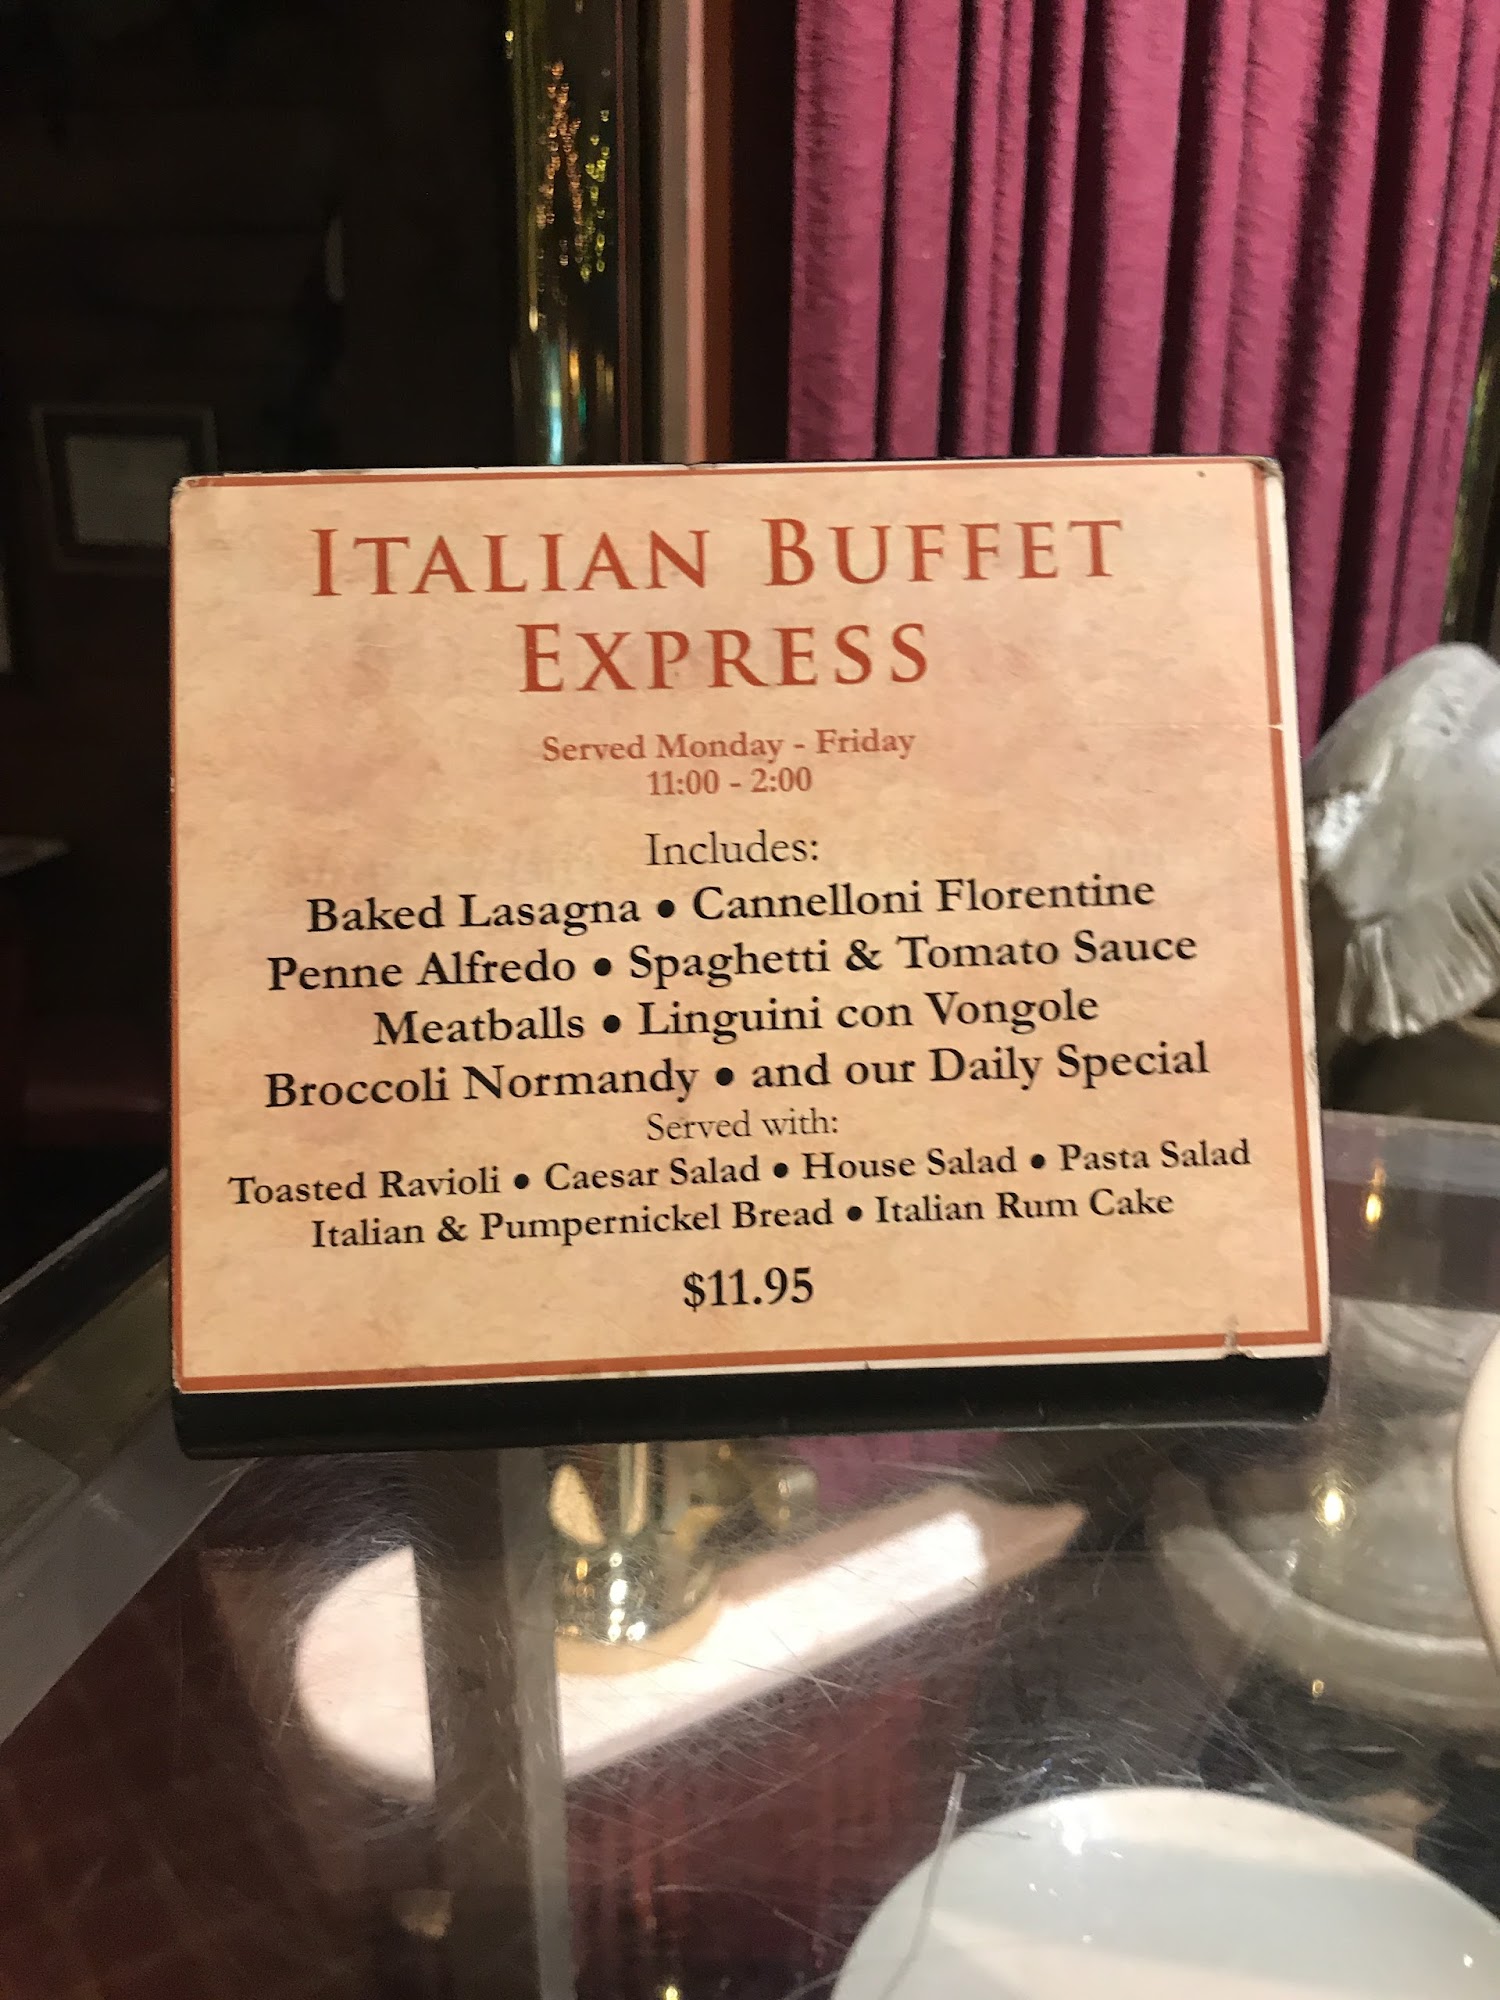 ITALIAN BUFFET
EXPRESS
Served Monday - Friday
11:00 - 2:00
Includes:
Baked Lasagna • Cannelloni Florentine
Penne Alfredo • Spaghetti & Tomato Sauce
Meatballs • Linguini con Vongole
Broccoli Normandy • and our Daily Special
Served with:
Toasted Ravioli • Caesar Salad • House Salad • Pasta Salad
Italian & Pumpernickel Bread • Italian Rum Cake
$11.95